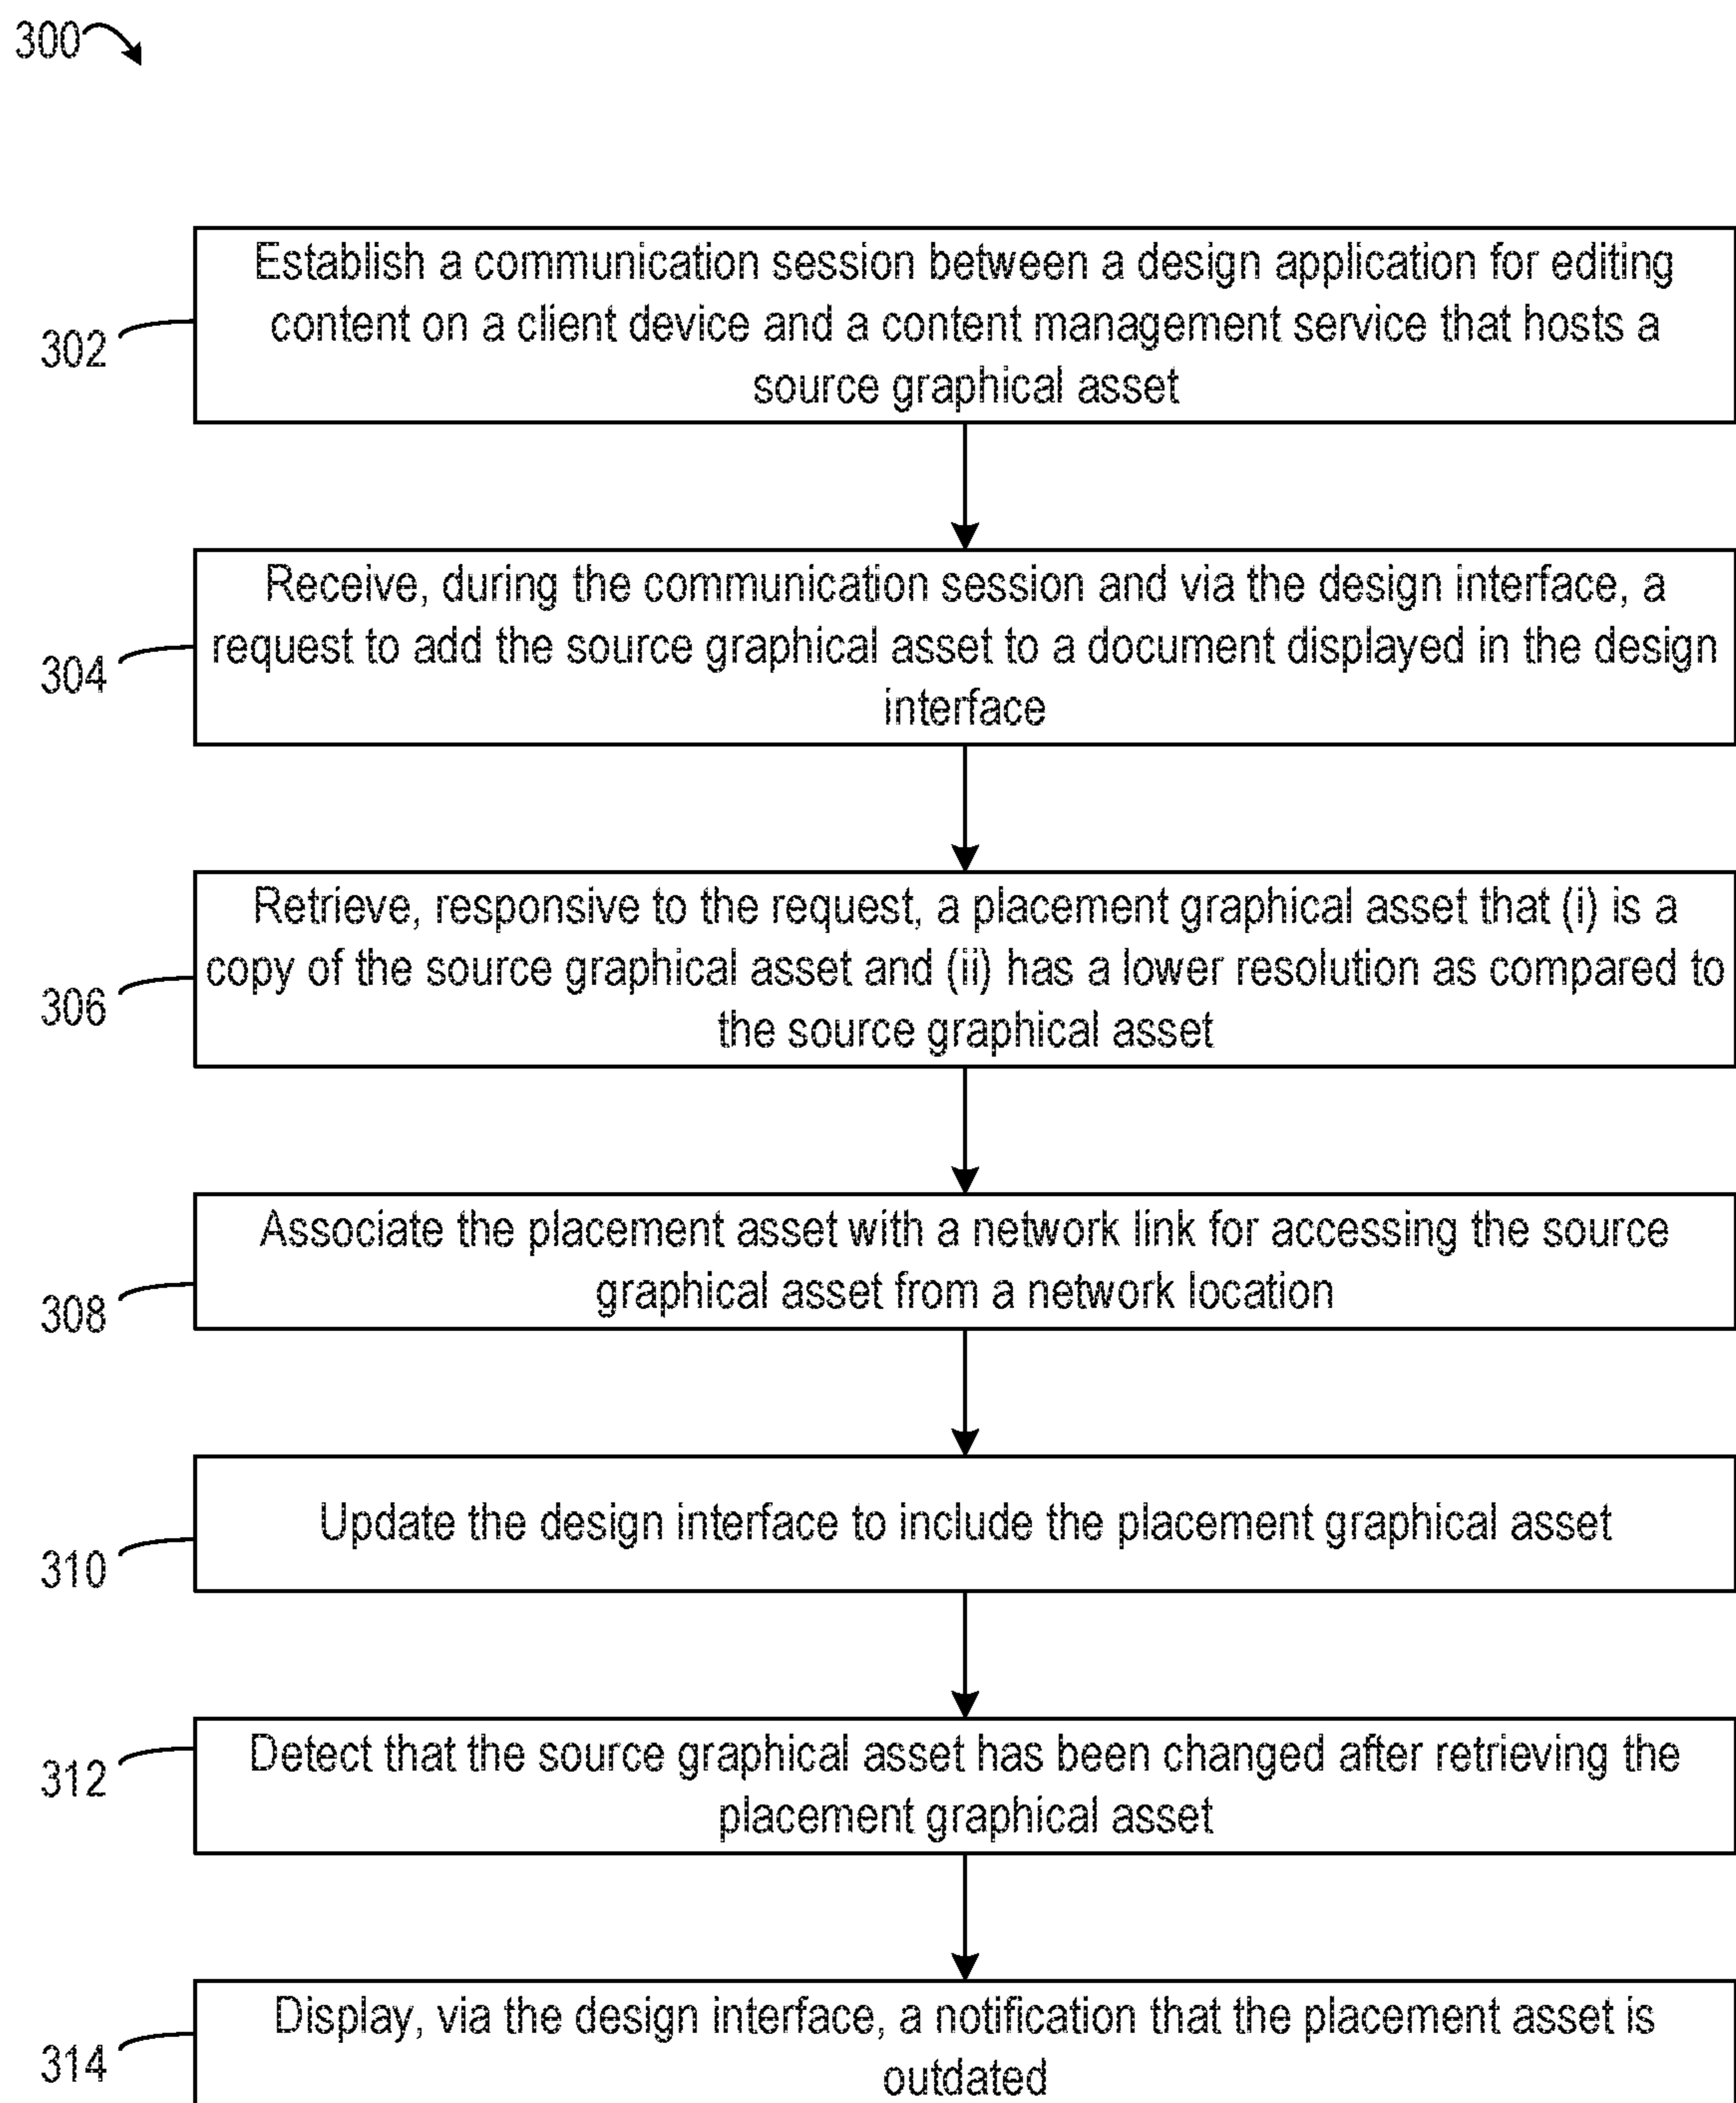 300
Establish a communication session between a design application for editing
content on a client device and a content management service that hosts a
source graphical asset
302
Receive, during the communication session and via the design interface, a
request to add the source graphical asset to a document displayed in the design
interface
304
Retrieve, responsive to the request, a placement graphical asset that (i) is a
copy of the source graphical asset and (ii) has a lower resolution as compared to
the source graphical asset
306
Associate the placement asset with a network link for accessing the source
graphical asset from a network location
308
Update the design interface to include the placement graphical asset
310
Detect that the source graphical asset has been changed after retrieving the
placement graphical asset
312
Display, via the design interface, a notification that the placement asset is
outdated
314